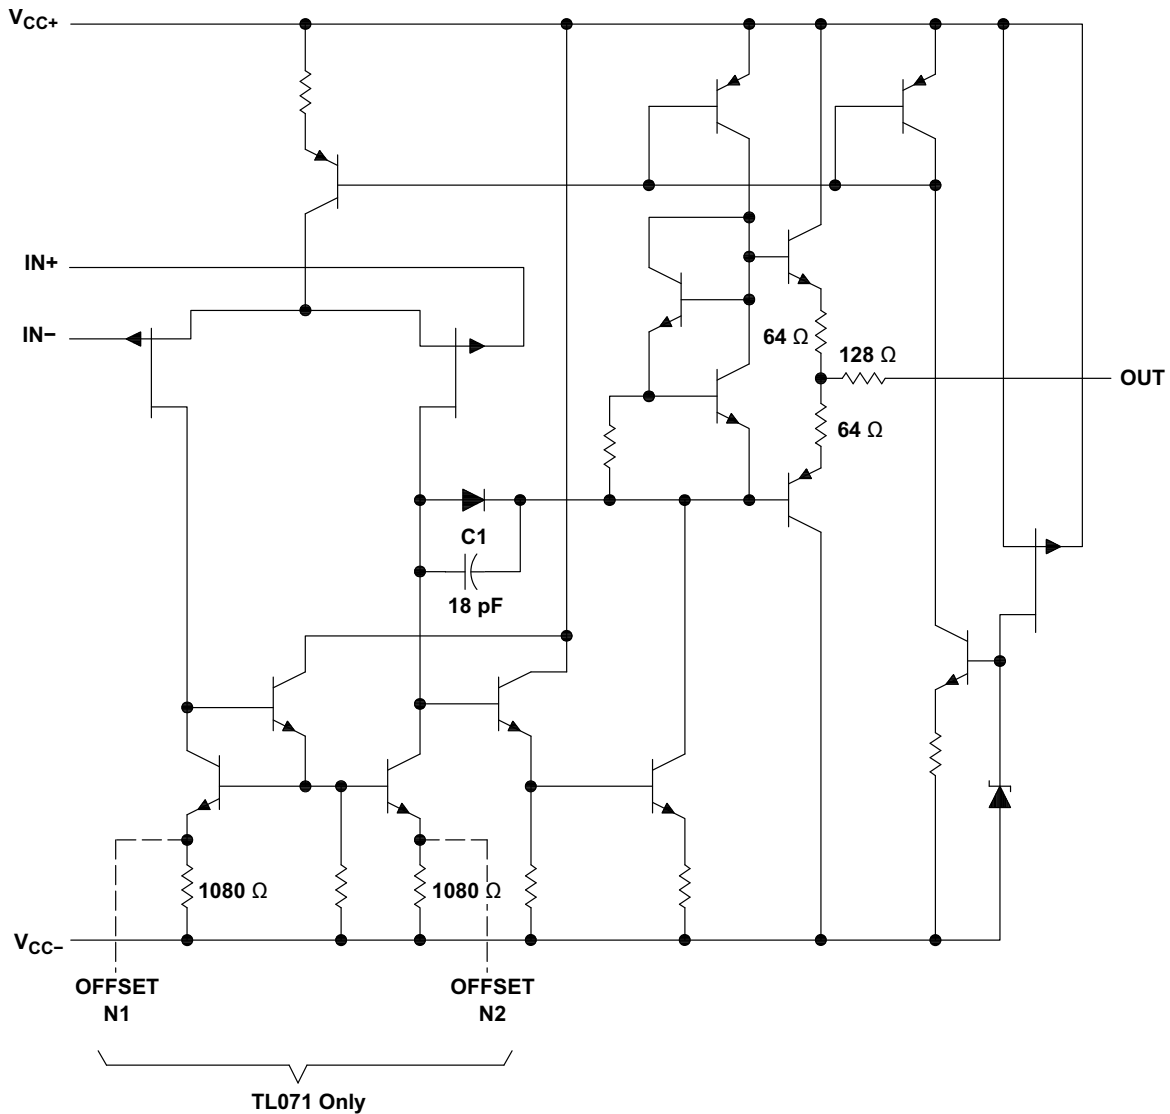 VCC+
IN+
IN−
64 Ω
128 Ω
OUT
64 Ω
C1
18 pF
1080 Ω
1080 Ω
VCC−
OFFSET
N1
OFFSET
N2
TL071 Only